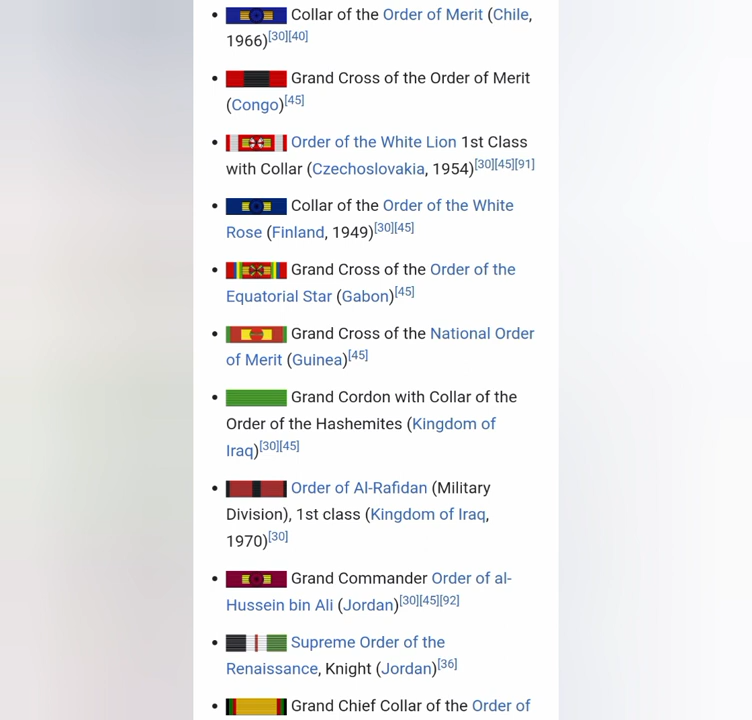 Collar of the Order of Merit (Chile,
1966)[30][40]
Grand Cross of the Order of Merit
(Congo)[45]
Order of the White Lion 1st Class
with Collar (Czechoslovakia, 1954)[30][45][91]
Collar of the Order of the White
Rose (Finland, 1949)[30][45]
Grand Cross of the Order of the
Equatorial Star (Gabon)[45]
Grand Cross of the National Order
of Merit (Guinea)[45]
Grand Cordon with Collar of the
Order of the Hashemites (Kingdom of
Iraq)[30][45]
Order of Al-Rafidan (Military
Division), 1st class (Kingdom of Iraq,
1970)[30]
Grand Commander Order of al-
Hussein bin Ali (Jordan)[30][45][92]
Supreme Order of the
Renaissance, Knight (Jordan)[36]
Grand Chief Collar of the Order of